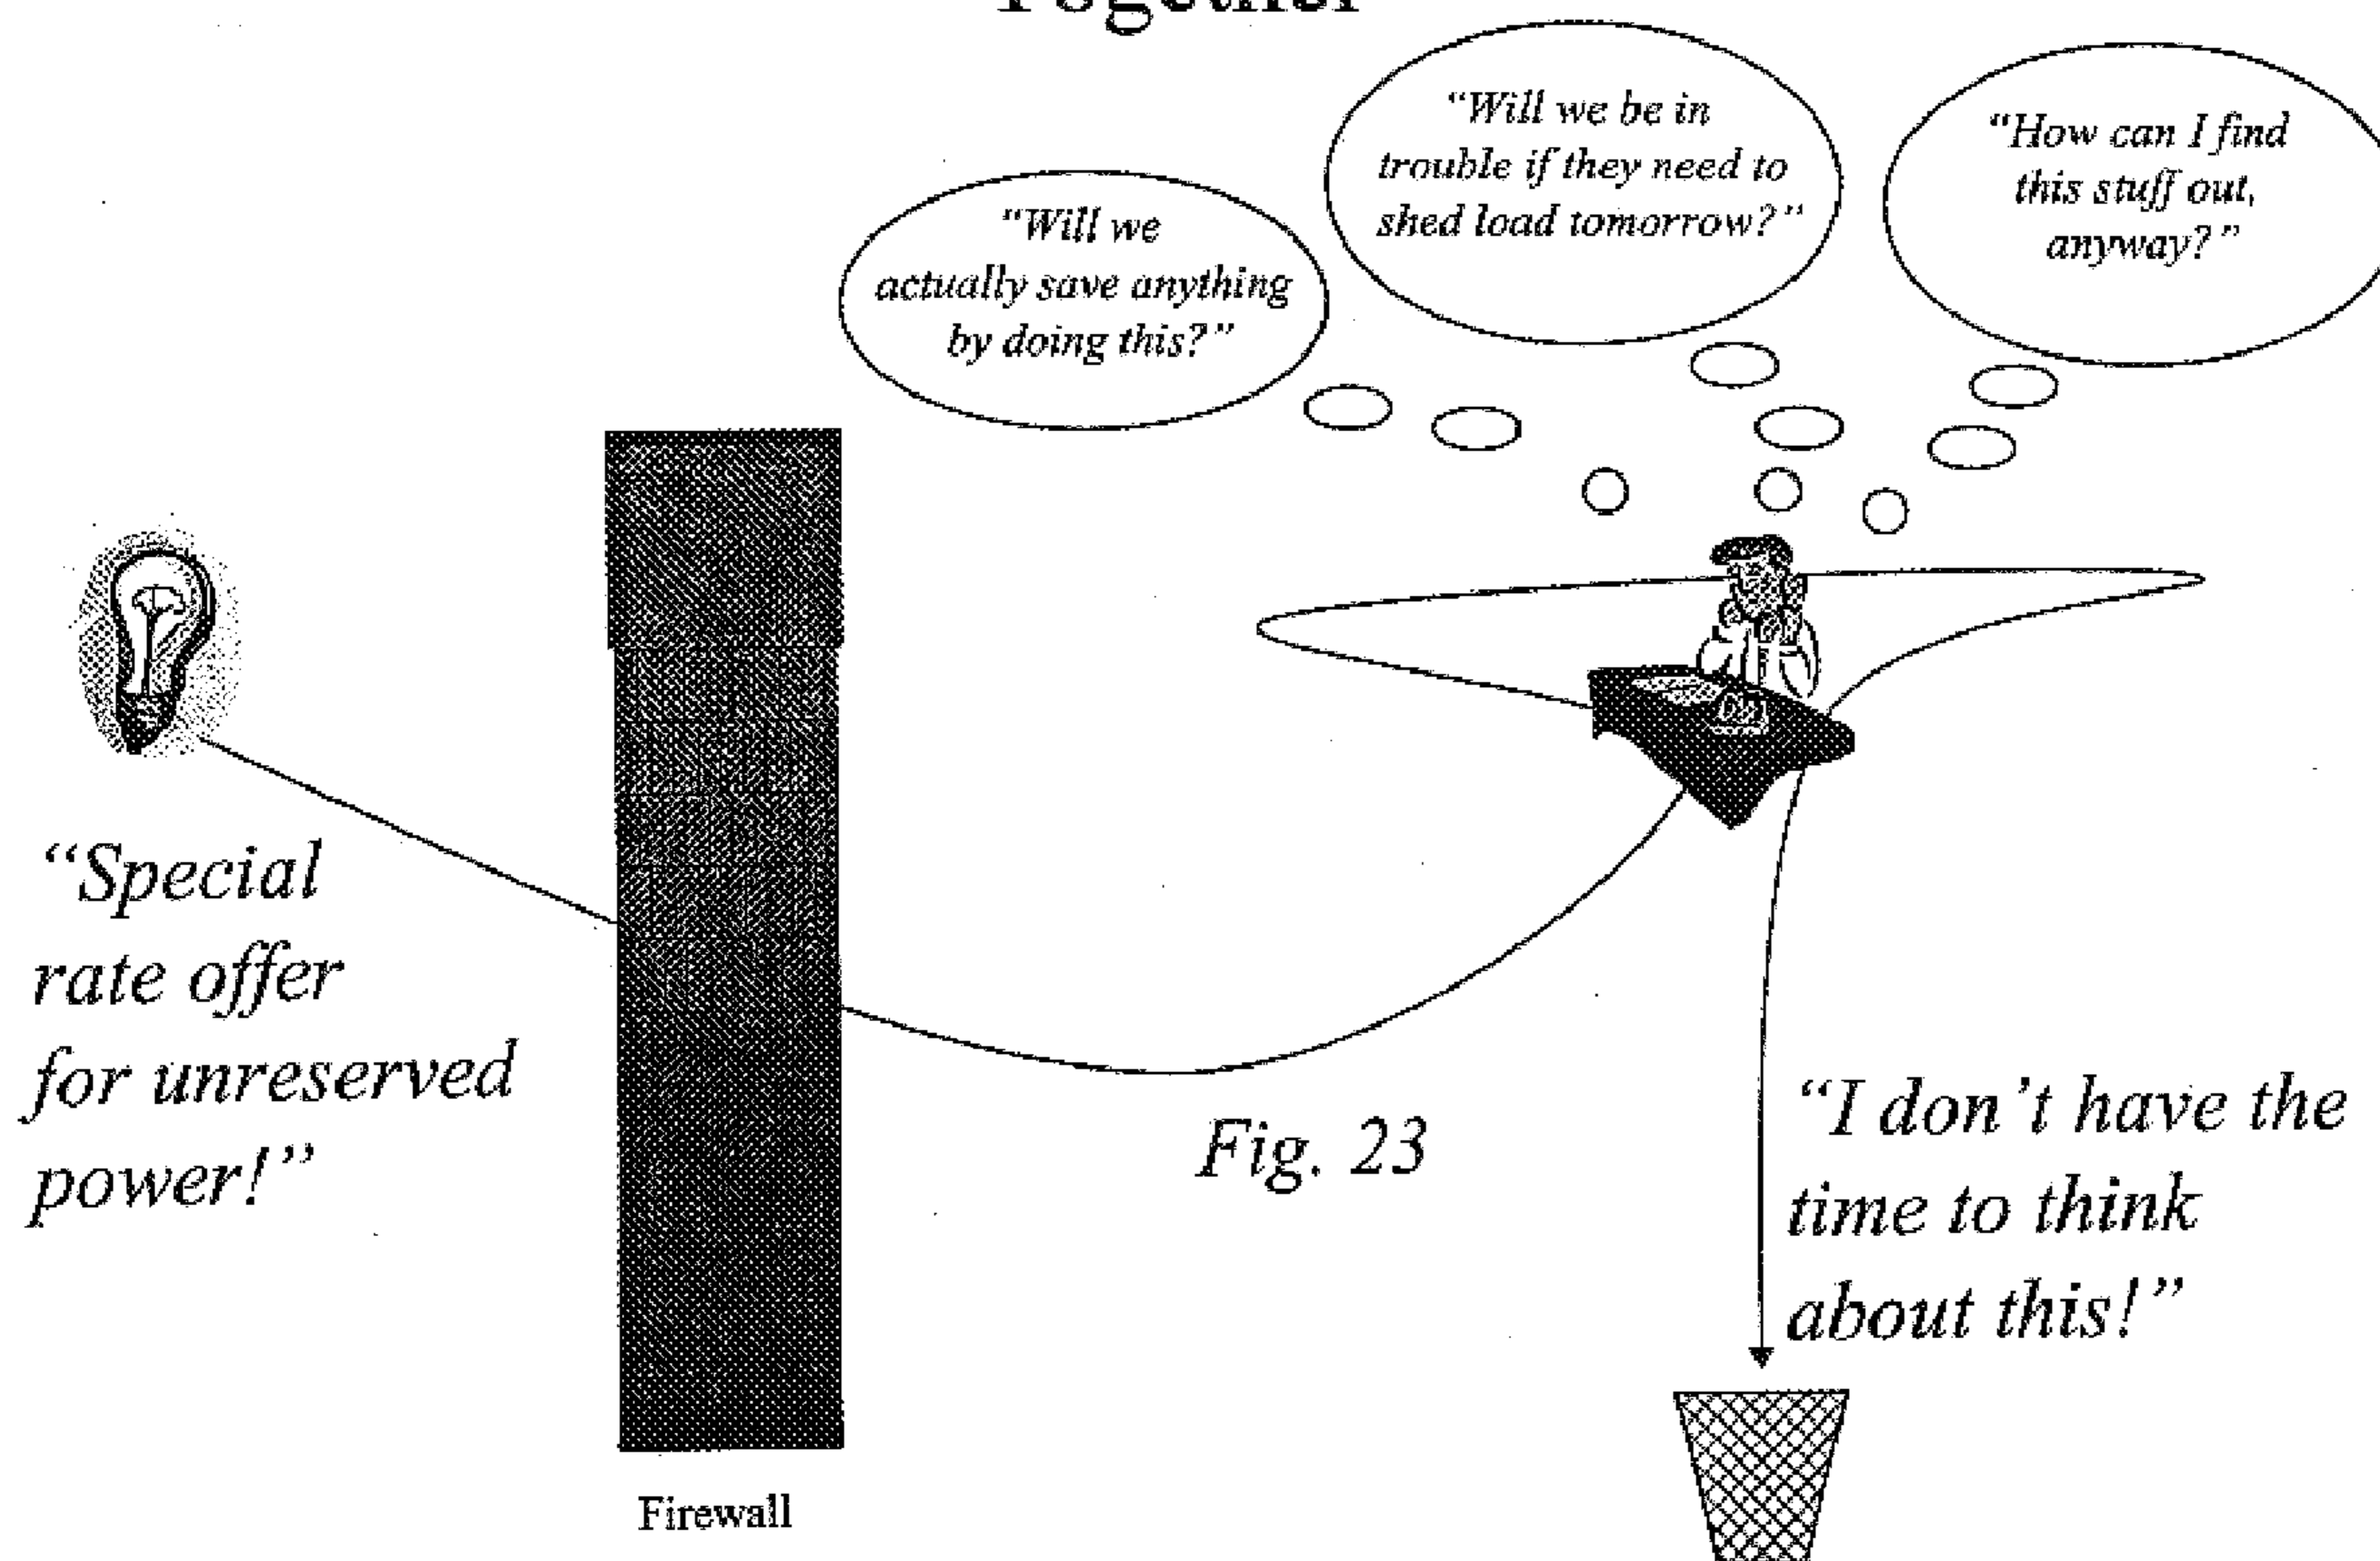 Together
“Will we
actually save anything
by doing this?”
“Will we be in
trouble if they need to
shed load tomorrow?”
“How can I find
this stuff out,
anyway?”
“Special
rate offer
for unreserved
power!”
Fig. 23
“I don’t have the
time to think
about this!”
Firewall